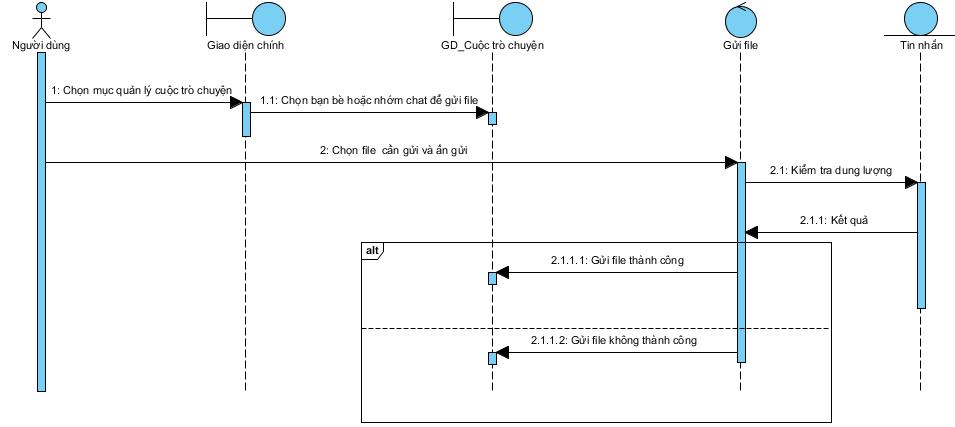 Người dùng
Giao diện chính
GD_Cuộc trò chuyện
Gửi file
Tin nhắn
1: Chọn mục quản lý cuộc trò chuyện
1.1: Chọn bạn bè hoặc nhớm chat để gửi file
2: Chọn file cần gửi và ấn gửi
2.1: Kiểm tra dung lượng
2.1.1: Kết quả
alt
2.1.1.1: Gửi file thành công
2.1.1.2: Gửi file không thành công